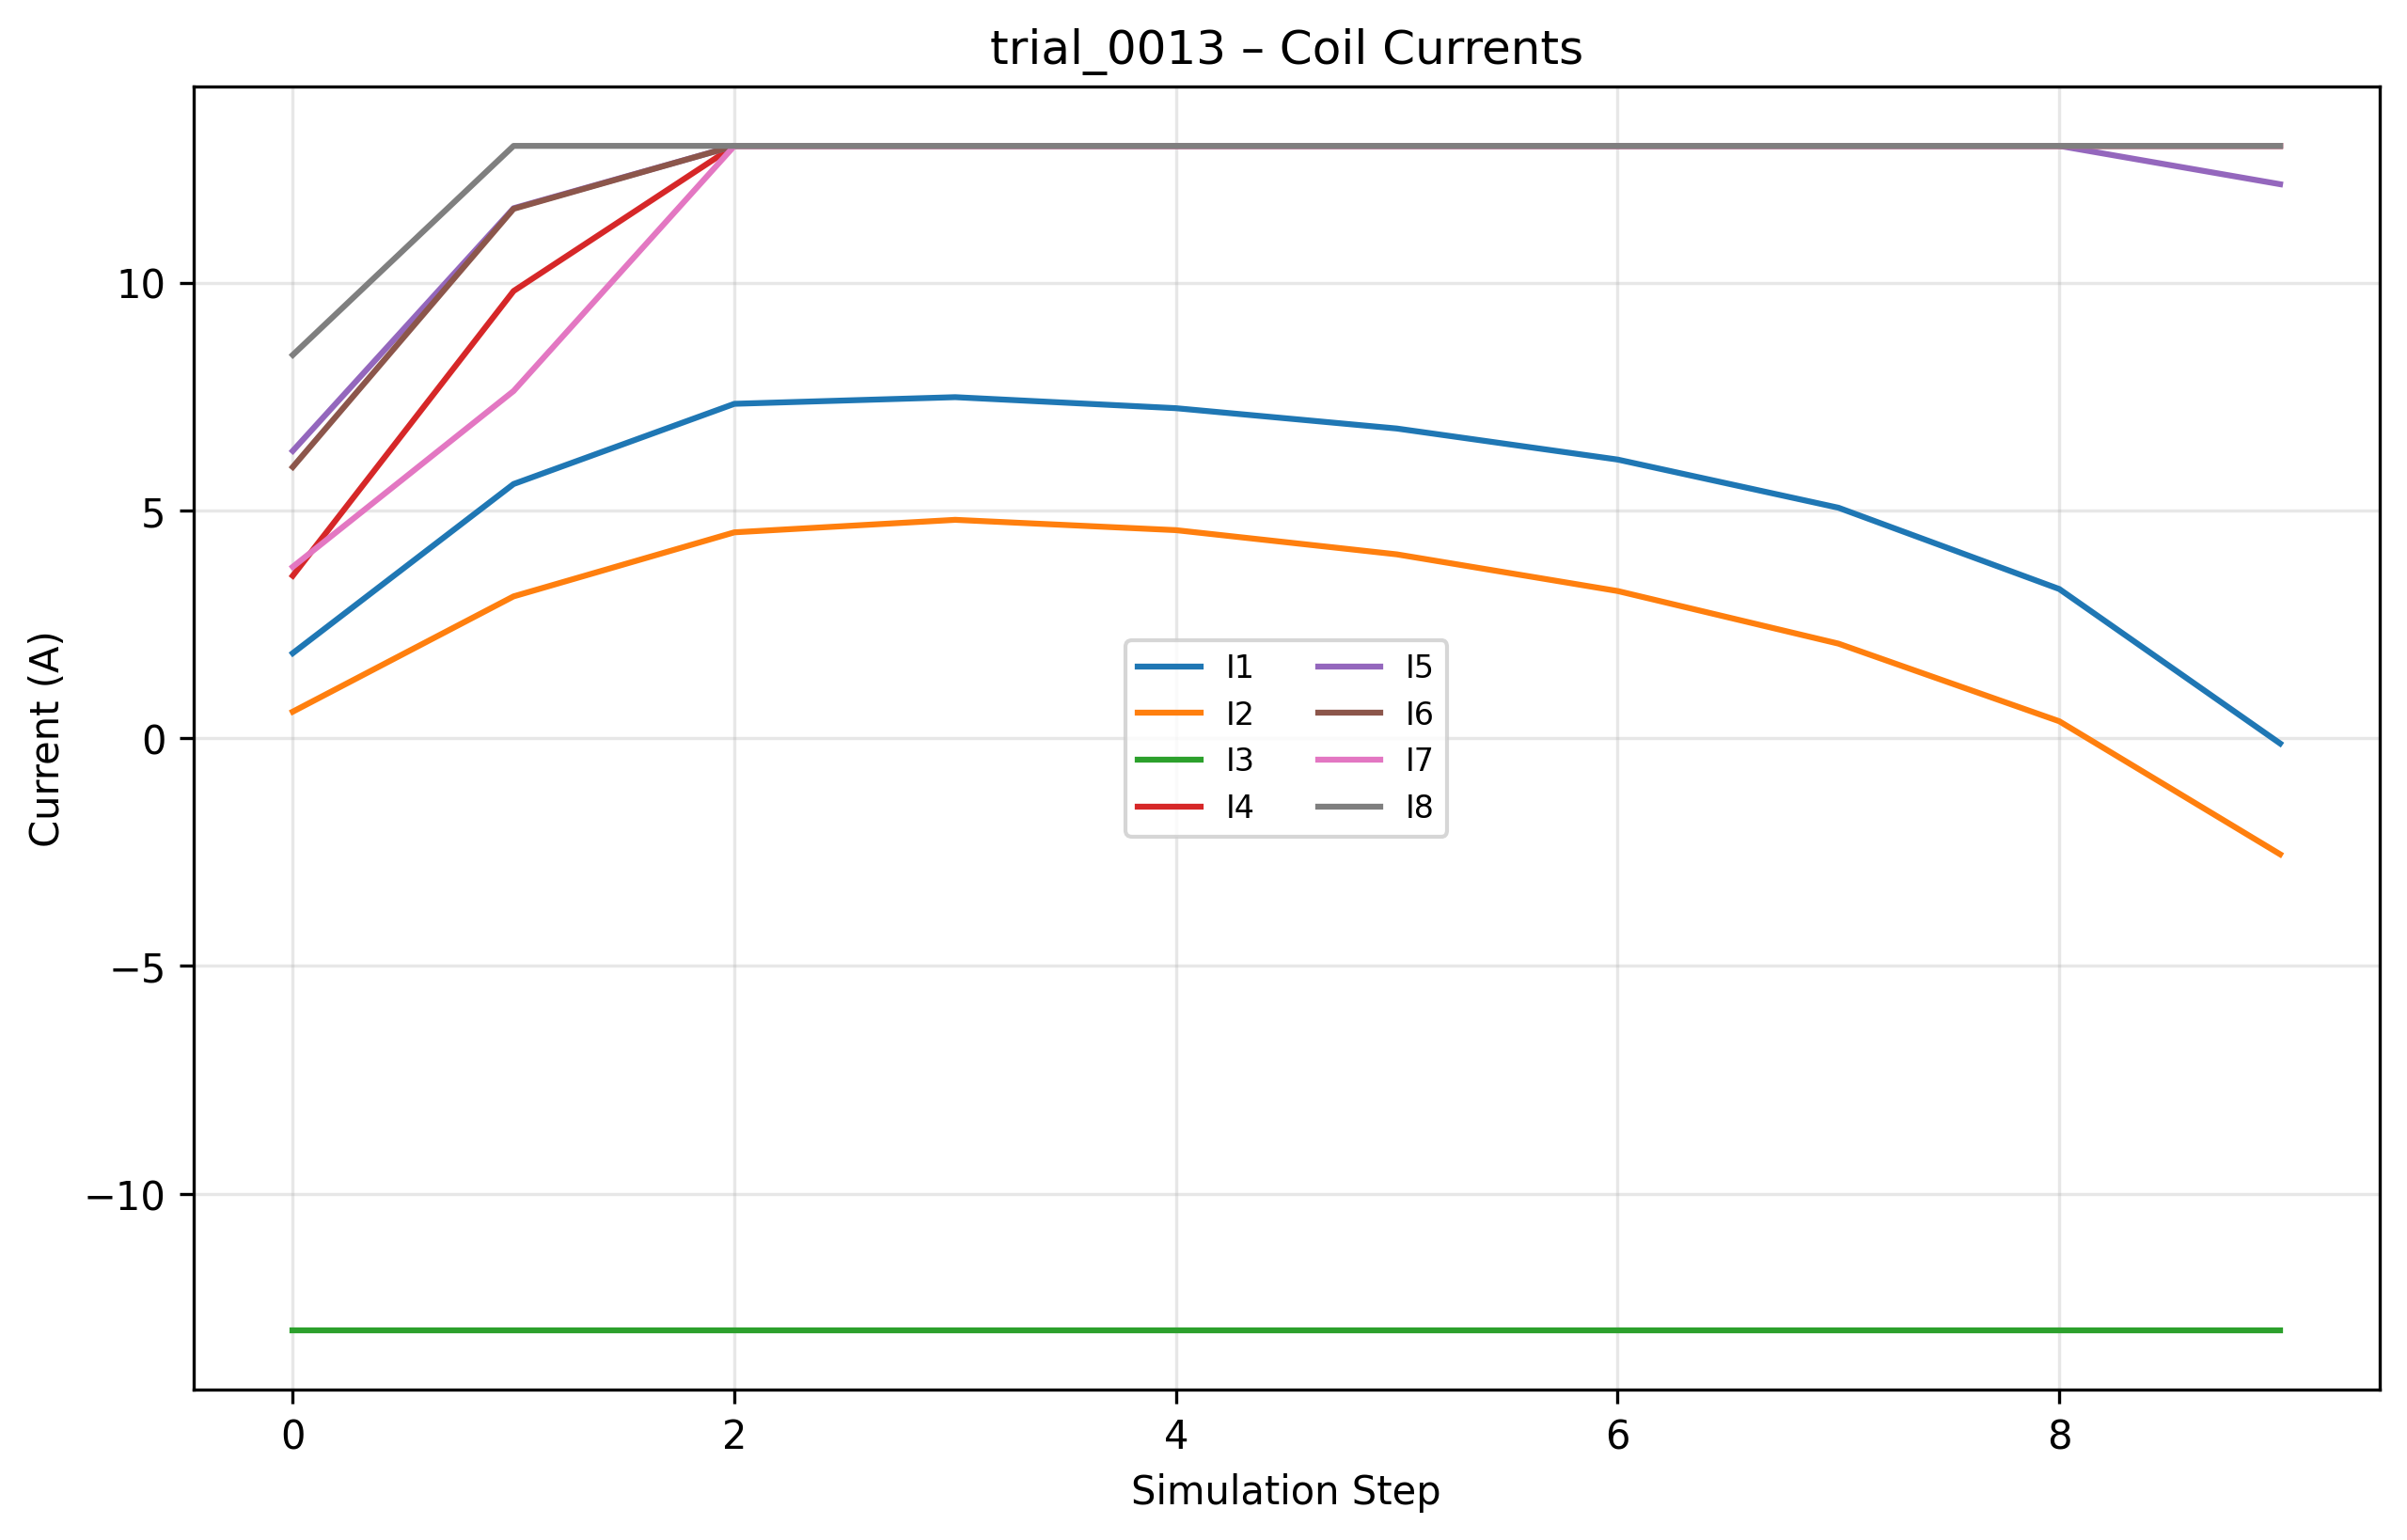 trial_0013 – Coil Currents
Current (A)
10
5
0
−5
−10
I1
I2
I3
I4
I5
I6
I7
I8
0 2 4 6 8
Simulation Step